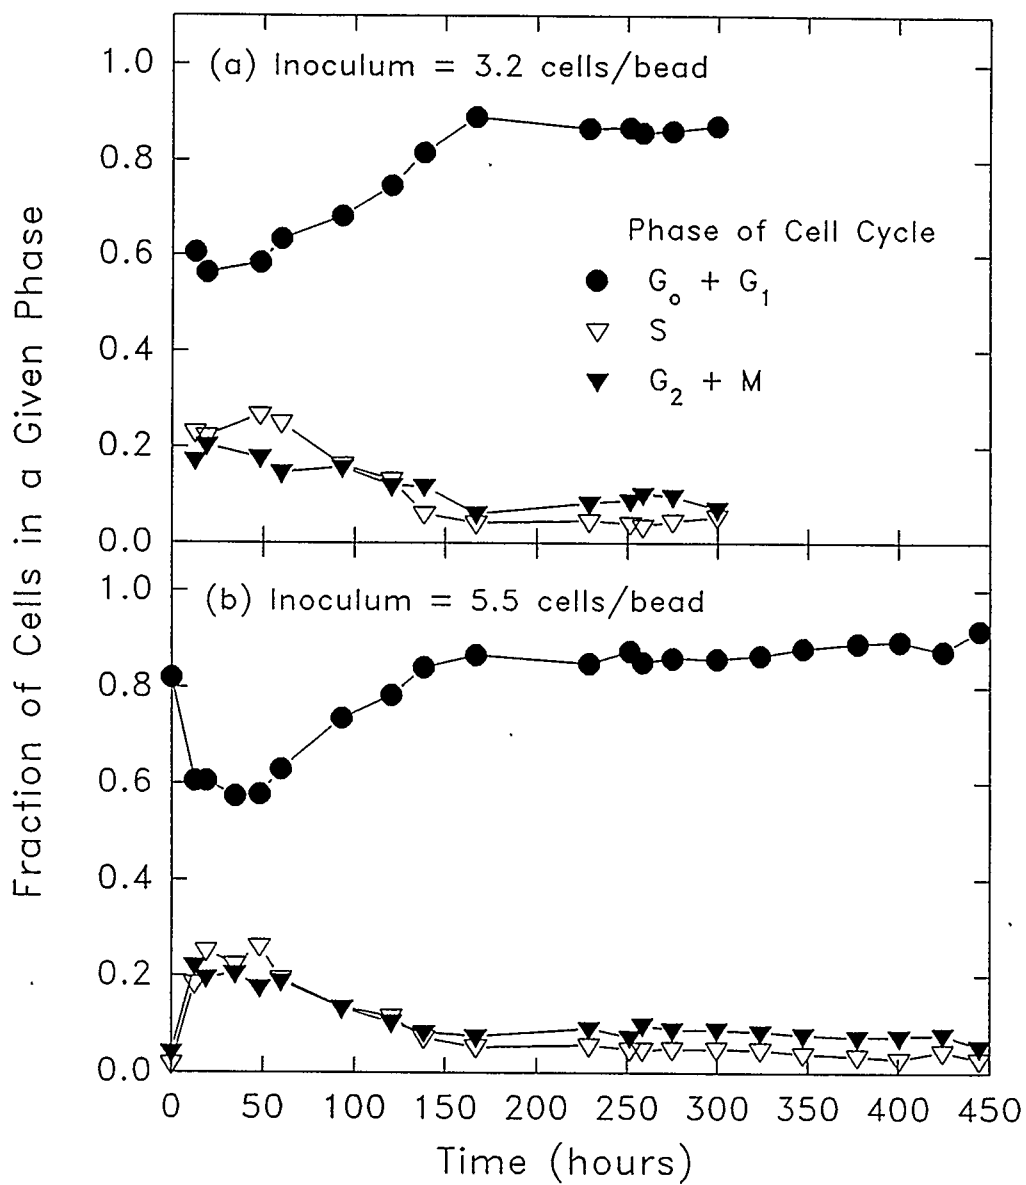 Fraction of Cells in a Given Phase
(a) Inoculum = 3.2 cells/bead
1.0
0.8
0.6
0.4
0.2
0.0
Phase of Cell Cycle
G₀ + G₁
S
G₂ + M
(b) Inoculum = 5.5 cells/bead
1.0
0.8
0.6
0.4
0.2
0.0
0 50 100 150 200 250 300 350 400 450
Time (hours)